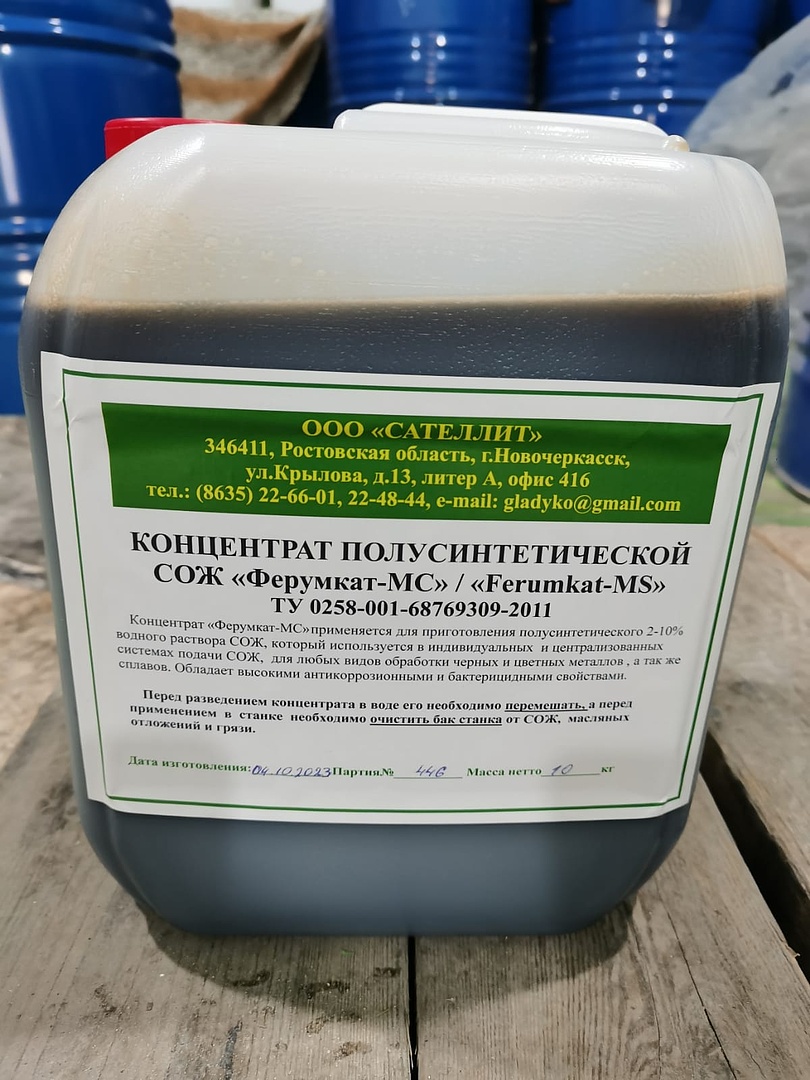 ООО «САТЕЛЛИТ»
346411, Ростовская область, г.Новочеркасск,
ул.Крылова, д.13, литер А, офис 416
тел.: (8635) 22-66-01, 22-48-44, e-mail: gladyko@gmail.com
КОНЦЕНТРАТ ПОЛУСИНТЕТИЧЕСКОЙ
СОЖ «Ферумкат-МС» / «Ferumkat-MS»
ТУ 0258-001-68769309-2011
Концентрат «Ферумкат-МС»применяется для приготовления полусинтетического 2-10%
водного раствора СОЖ, который используется в индивидуальных и централизованных
системах подачи СОЖ, для любых видов обработки черных и цветных металлов , а так же
сплавов. Обладает высокими антикоррозионными и бактерицидными свойствами.
Перед разведением концентрата в воде его необходимо перемешать, а перед
применением в станке необходимо очистить бак станка от СОЖ, масляных
отложений и грязи.
Дата изготовления:04.10.2023Партия№ 446 Масса нетто 10 кг